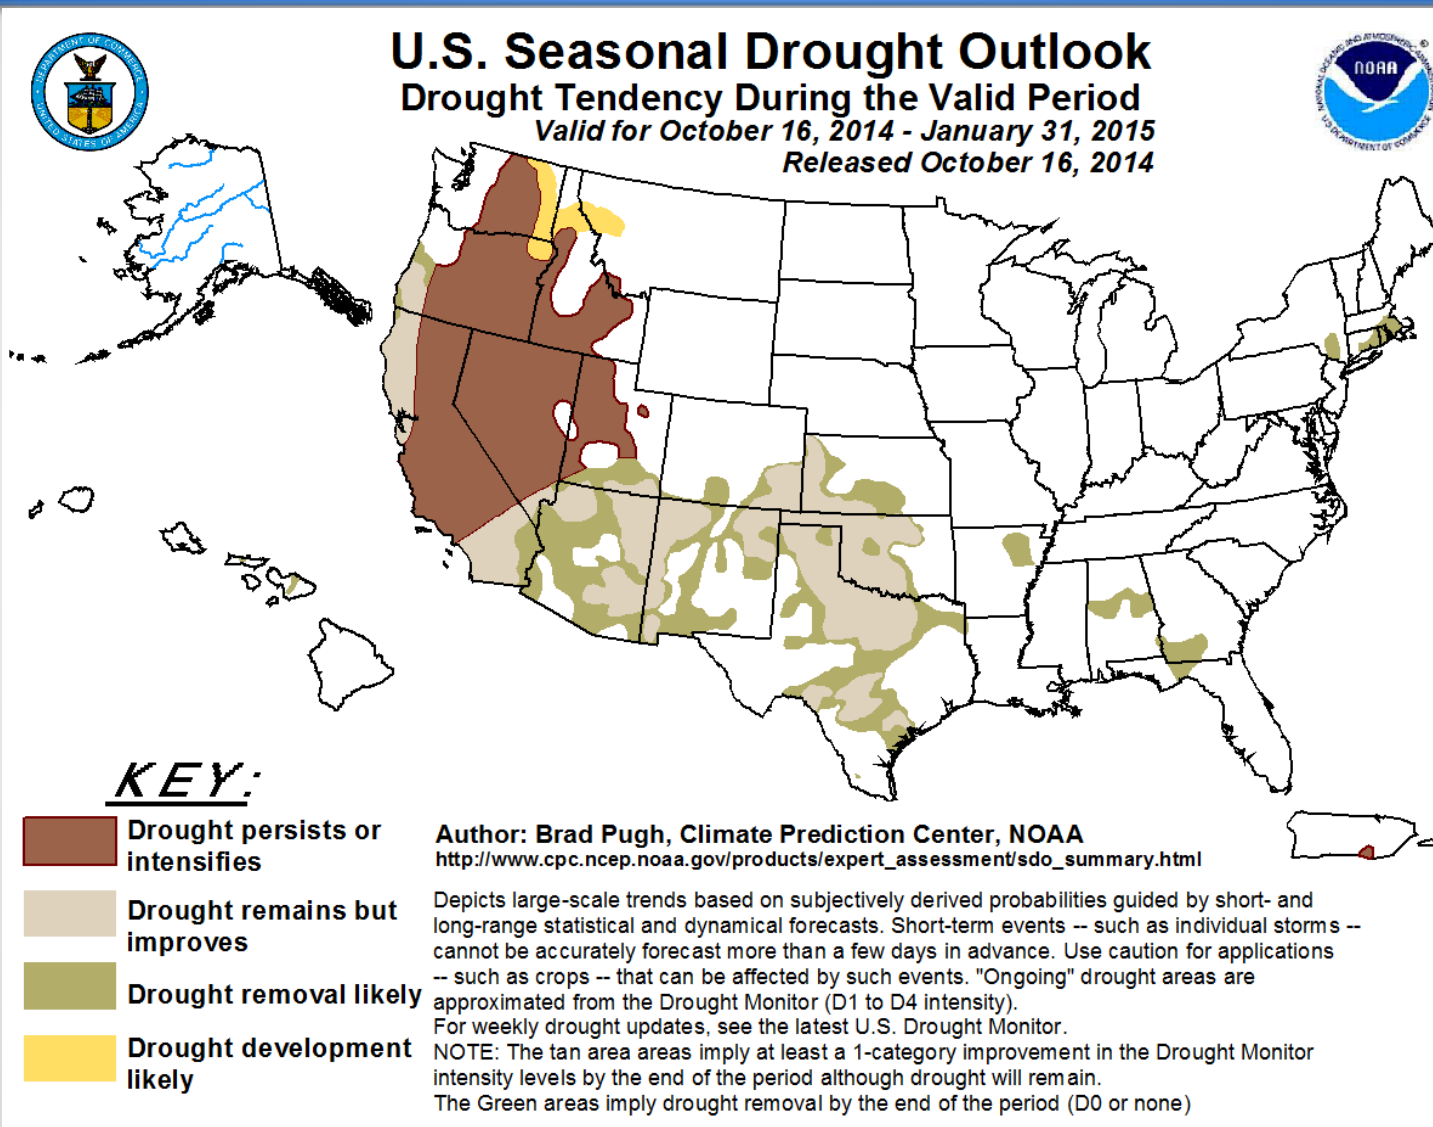 U.S. Seasonal Drought Outlook
Drought Tendency During the Valid Period
Valid for October 16, 2014 - January 31, 2015
Released October 16, 2014
DEPARTMENT OF COMMERCE
UNITED STATES OF AMERICA
NOAA
KEY:
Drought persists or
intensifies
Drought remains but
improves
Drought removal likely
Drought development
likely
Author: Brad Pugh, Climate Prediction Center, NOAA
http://www.cpc.ncep.noaa.gov/products/expert_assessment/sdo_summary.html
Depicts large-scale trends based on subjectively derived probabilities guided by short- and
long-range statistical and dynamical forecasts. Short-term events -- such as individual storms --
cannot be accurately forecast more than a few days in advance. Use caution for applications
-- such as crops -- that can be affected by such events. "Ongoing" drought areas are
approximated from the Drought Monitor (D1 to D4 intensity).
For weekly drought updates, see the latest U.S. Drought Monitor.
NOTE: The tan area areas imply at least a 1-category improvement in the Drought Monitor
intensity levels by the end of the period although drought will remain.
The Green areas imply drought removal by the end of the period (D0 or none)